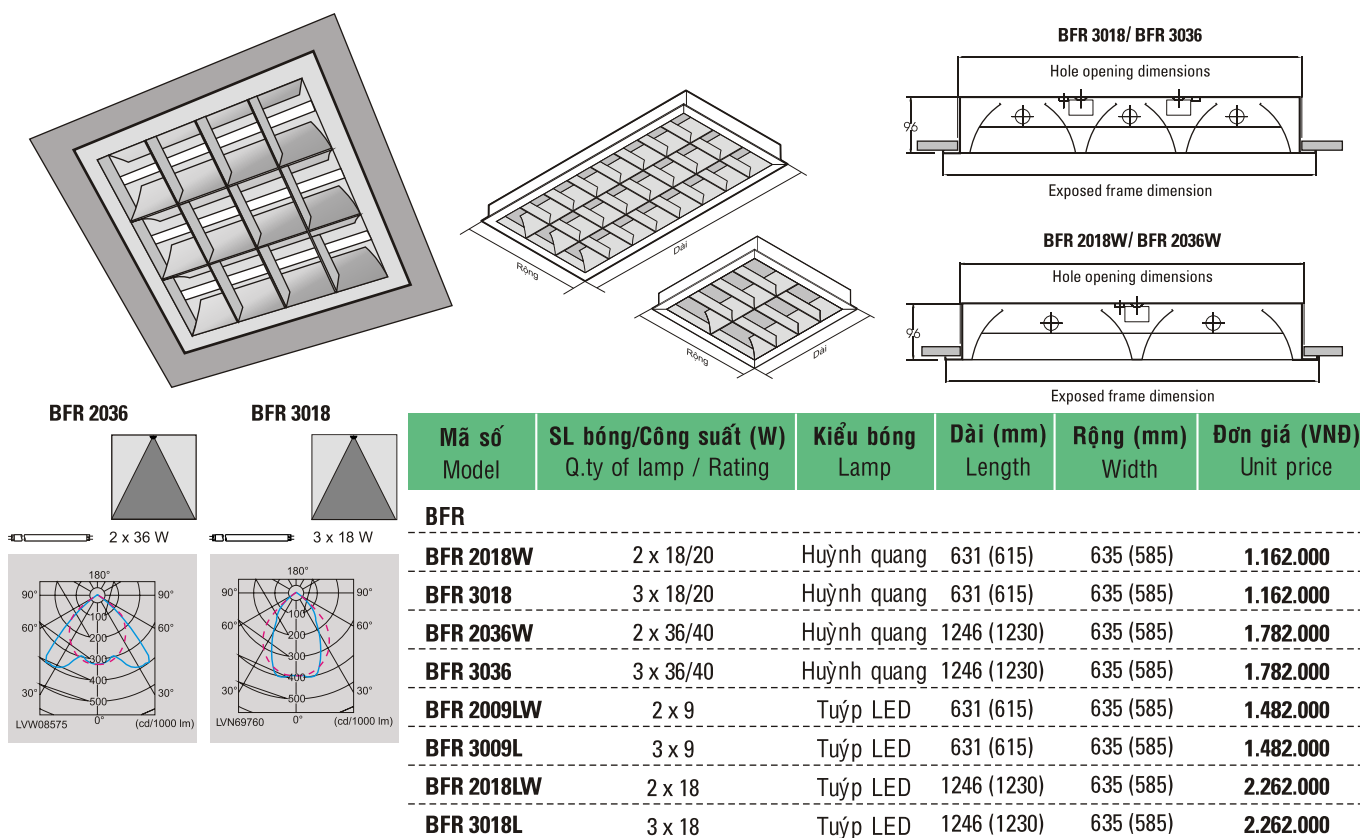 BFR 3018/ BFR 3036
Hole opening dimensions
96
Exposed frame dimension
Rộng
Dài
Rộng
Dài
BFR 2018W/ BFR 2036W
Hole opening dimensions
96
Exposed frame dimension
BFR 2036
2 x 36 W
180°
90° 90°
100
60° 200 60°
300
400
30° 500 30°
LVW08575 0° (cd/1000 lm)
BFR 3018
3 x 18 W
180°
90° 90°
100
60° 200 60°
300
400
30° 500 30°
LVN69760 0° (cd/1000 lm)
Mã số SL bóng/Công suất (W) Kiểu bóng Dài (mm) Rộng (mm) Đơn giá (VNĐ)
Model Q.ty of lamp / Rating Lamp Length Width Unit price
BFR
BFR 2018W 2 x 18/20 Huỳnh quang 631 (615) 635 (585) 1.162.000
BFR 3018 3 x 18/20 Huỳnh quang 631 (615) 635 (585) 1.162.000
BFR 2036W 2 x 36/40 Huỳnh quang 1246 (1230) 635 (585) 1.782.000
BFR 3036 3 x 36/40 Huỳnh quang 1246 (1230) 635 (585) 1.782.000
BFR 2009LW 2 x 9 Tuýp LED 631 (615) 635 (585) 1.482.000
BFR 3009L 3 x 9 Tuýp LED 631 (615) 635 (585) 1.482.000
BFR 2018LW 2 x 18 Tuýp LED 1246 (1230) 635 (585) 2.262.000
BFR 3018L 3 x 18 Tuýp LED 1246 (1230) 635 (585) 2.262.000